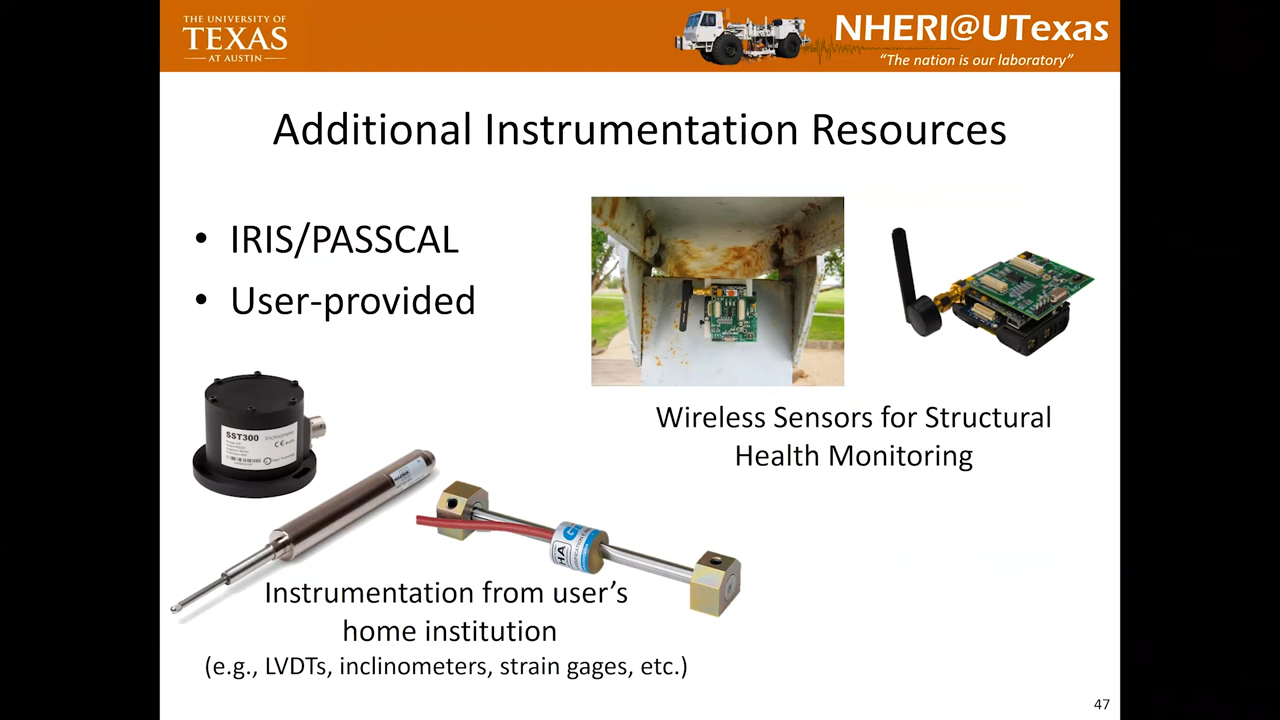 THE UNIVERSITY OF
TEXAS
AT AUSTIN
NHERI@UTexas
“The nation is our laboratory”
Additional Instrumentation Resources
• IRIS/PASSCAL
• User-provided
Wireless Sensors for Structural
Health Monitoring
SST300
Inclinometer
Instrumentation from user’s
home institution
(e.g., LVDTs, inclinometers, strain gages, etc.)
47